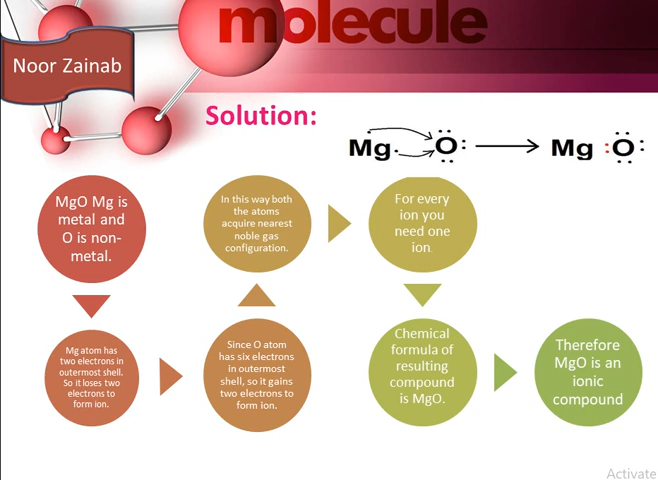 molecule
Noor Zainab
Solution:
Mg O: → Mg :O:
MgO Mg is
metal and
O is non-
metal.
Mg atom has
two electrons in
outermost shell.
So it loses two
electrons to
form ion.
Since O atom
has six electrons
in outermost
shell, so it gains
two electrons to
form ion.
In this way both
the atoms
acquire nearest
noble gas
configuration.
For every
ion you
need one
ion.
Chemical
formula of
resulting
compound
is MgO.
Therefore
MgO is an
ionic
compound
Activate